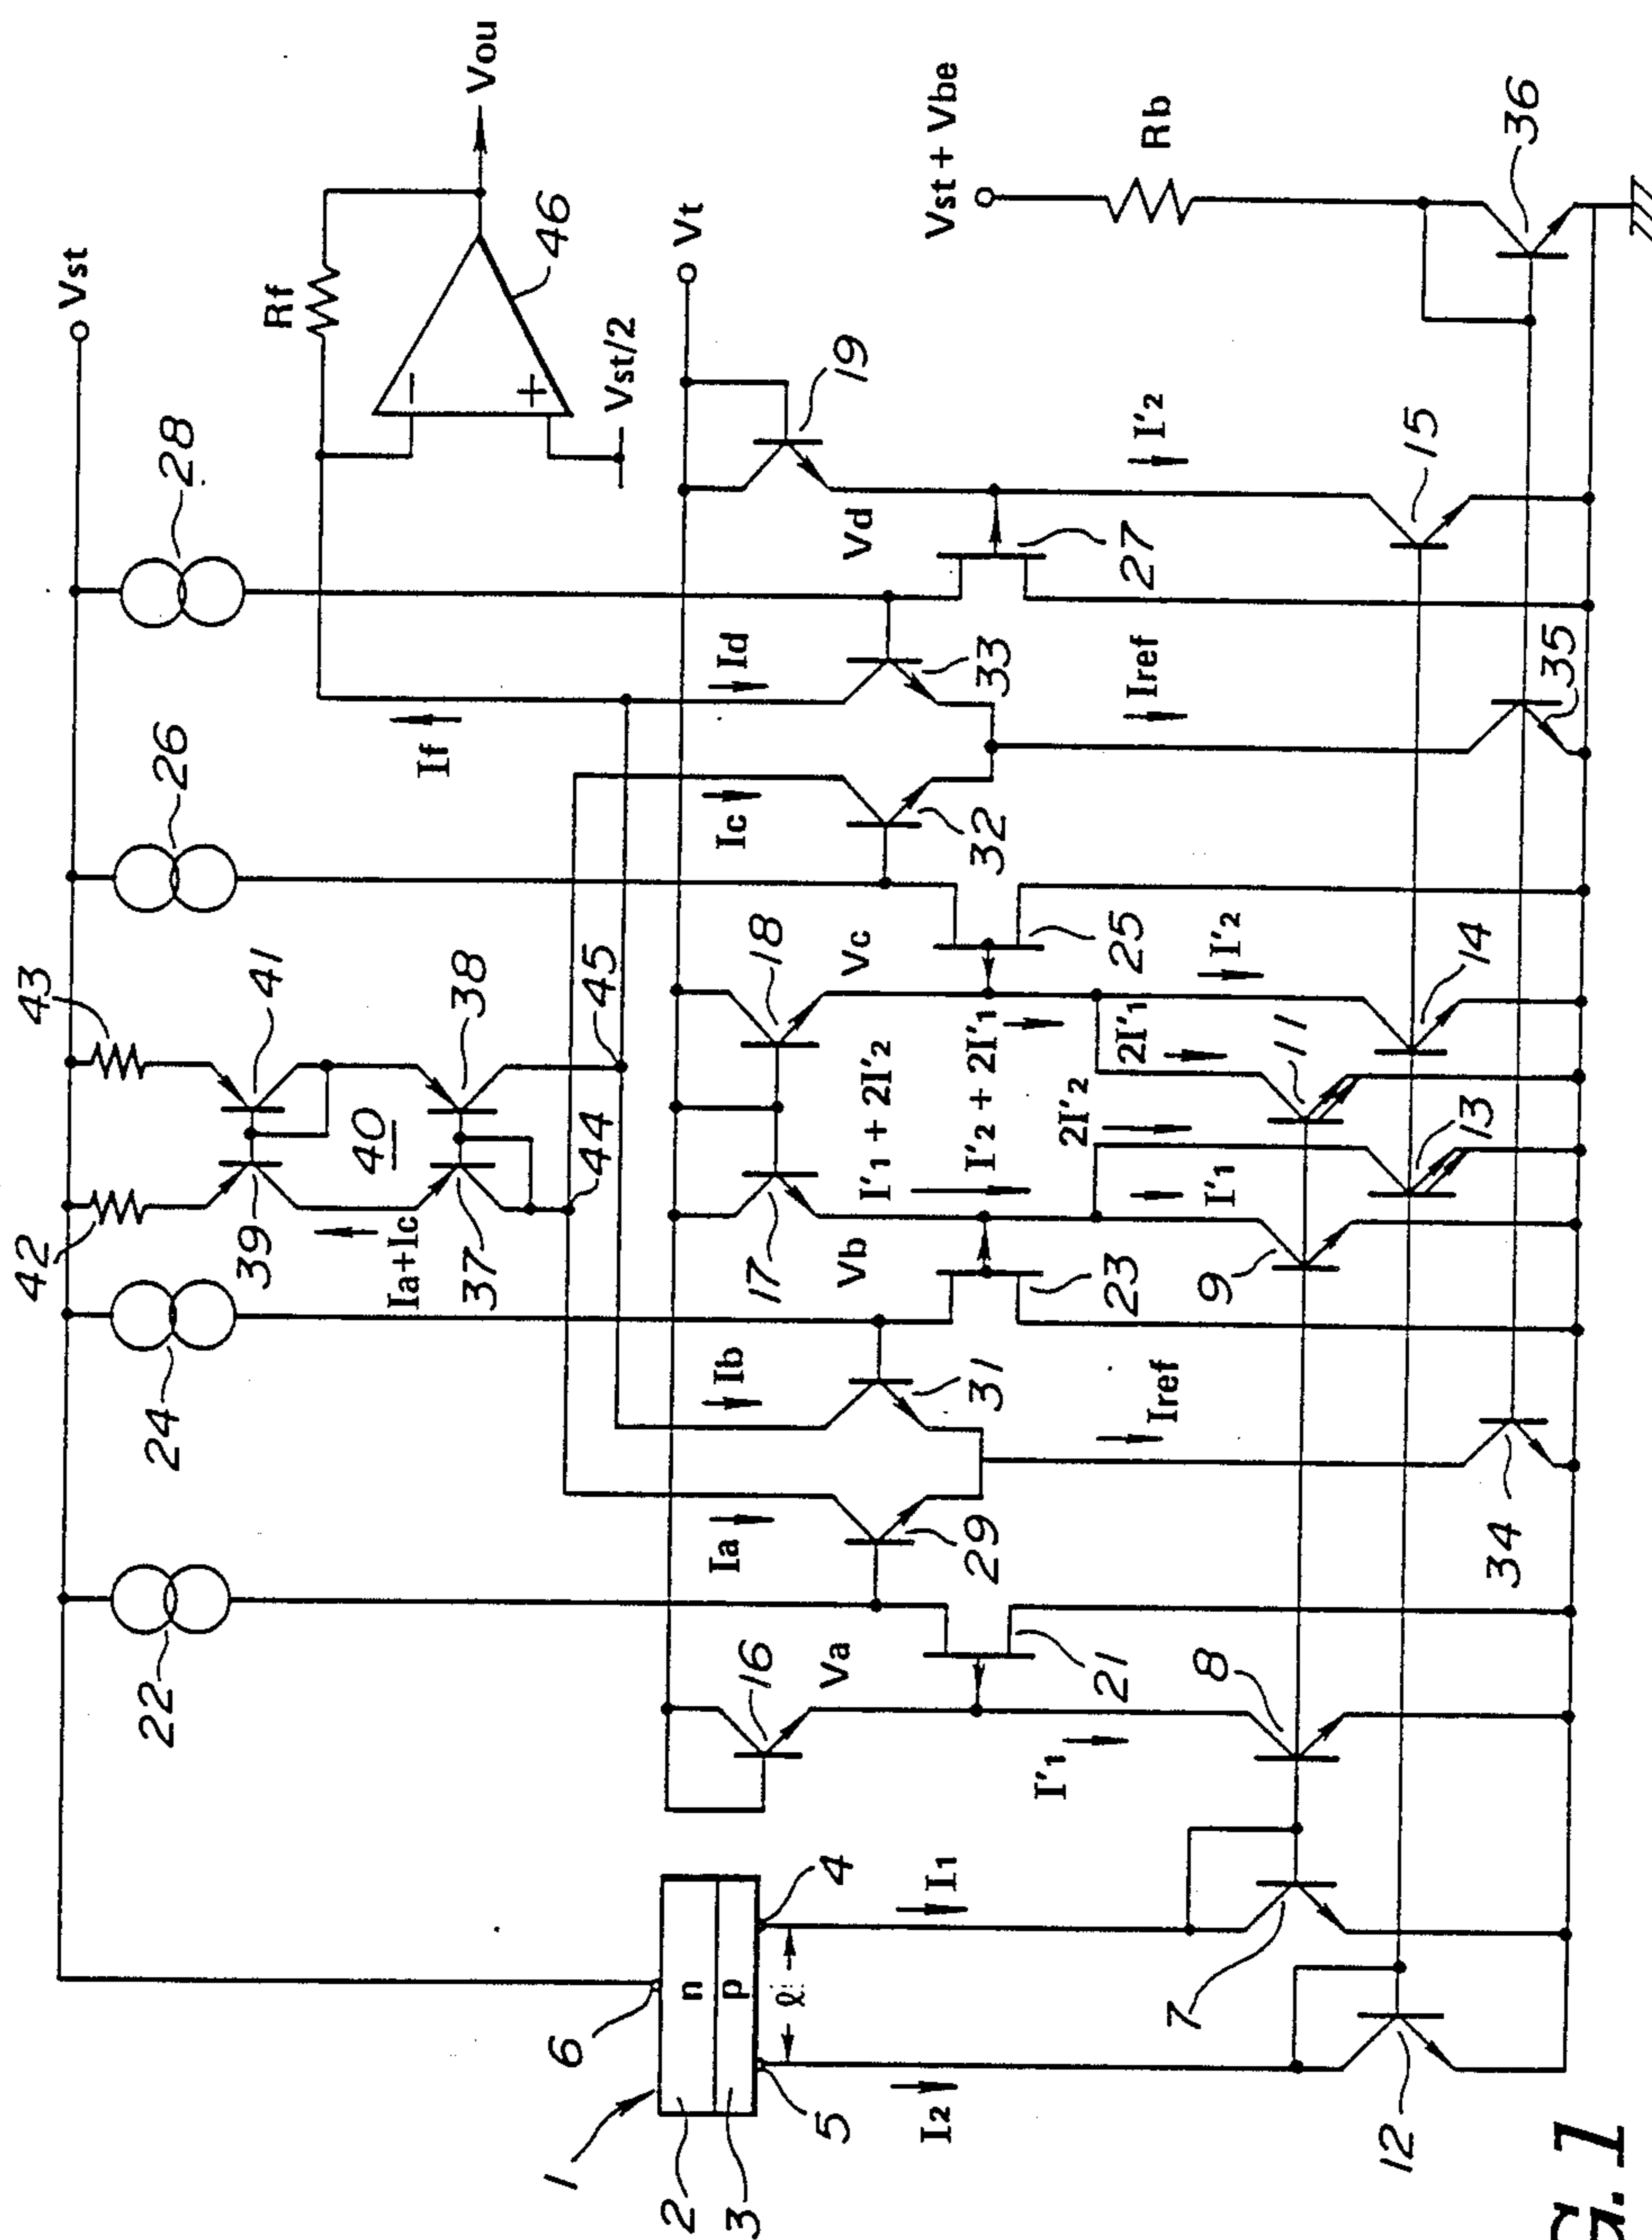 Vst
Vou
Rf
46
Vst/2
Vt
Vst + Vbe
Rb
36
28
26
24
22
43
42
41
40
39
38
37
Ia+Ic
44
45
If
Id
Ic
Ib
Ia
33
32
31
29
19
18
17
16
Vd
Vc
Vb
Va
27
25
23
21
I'2
I'2
I'1 + 2I'2
I'2 + 2I'1
2I'1
2I'2
I'1
I'1
Iref
Iref
15
14
13
11
9
8
7
12
35
34
1
2
3
4
5
6
n
p
ℓ
I1
I2
G. 1
−
+